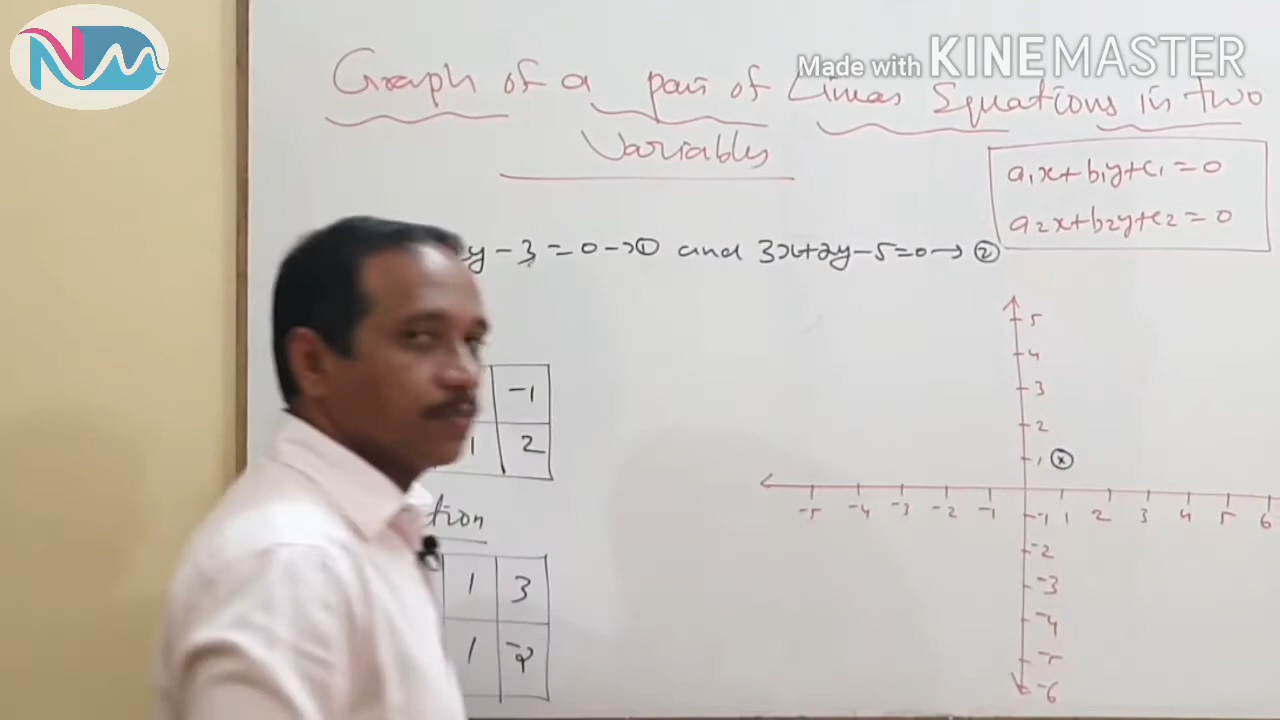 NM
Made with KINEMASTER
Graph of a pair of Linear Equations in two
Variables
a₁x+b₁y+c₁=0
a₂x+b₂y+c₂=0
y-3=0→① and 3x+2y-5=0→②
-1
1 2
tion
1 3
1 -2
5
4
3
2
1
-5 -4 -3 -2 -1 -1 1 2 3 4 5 6
-2
-3
-4
-5
-6